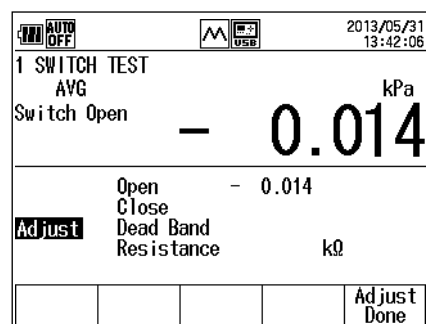 AUTO OFF USB 2013/05/31 13:42:06
1 SWITCH TEST
AVG kPa
Switch Open - 0.014
Open - 0.014
Close
Adjust Dead Band
Resistance kΩ
Adjust Done